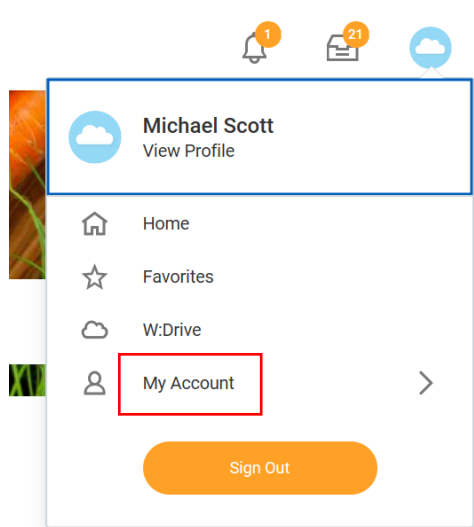 1
21
Michael Scott
View Profile
Home
Favorites
W:Drive
My Account
Sign Out